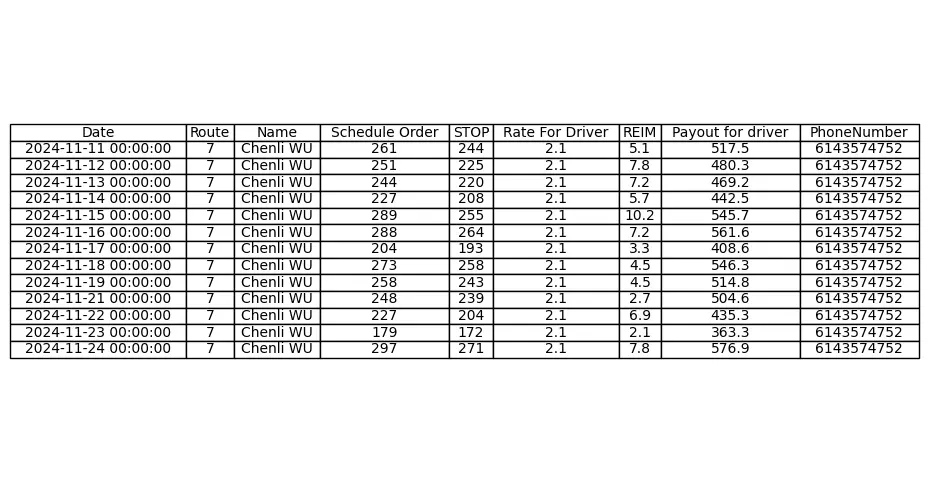 Date Route Name Schedule Order STOP Rate For Driver REIM Payout for driver PhoneNumber
2024-11-11 00:00:00 7 Chenli WU 261 244 2.1 5.1 517.5 6143574752
2024-11-12 00:00:00 7 Chenli WU 251 225 2.1 7.8 480.3 6143574752
2024-11-13 00:00:00 7 Chenli WU 244 220 2.1 7.2 469.2 6143574752
2024-11-14 00:00:00 7 Chenli WU 227 208 2.1 5.7 442.5 6143574752
2024-11-15 00:00:00 7 Chenli WU 289 255 2.1 10.2 545.7 6143574752
2024-11-16 00:00:00 7 Chenli WU 288 264 2.1 7.2 561.6 6143574752
2024-11-17 00:00:00 7 Chenli WU 204 193 2.1 3.3 408.6 6143574752
2024-11-18 00:00:00 7 Chenli WU 273 258 2.1 4.5 546.3 6143574752
2024-11-19 00:00:00 7 Chenli WU 258 243 2.1 4.5 514.8 6143574752
2024-11-21 00:00:00 7 Chenli WU 248 239 2.1 2.7 504.6 6143574752
2024-11-22 00:00:00 7 Chenli WU 227 204 2.1 6.9 435.3 6143574752
2024-11-23 00:00:00 7 Chenli WU 179 172 2.1 2.1 363.3 6143574752
2024-11-24 00:00:00 7 Chenli WU 297 271 2.1 7.8 576.9 6143574752